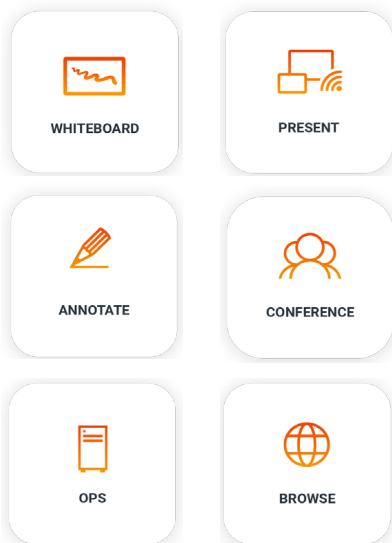 WHITEBOARD
PRESENT
ANNOTATE
CONFERENCE
OPS
BROWSE